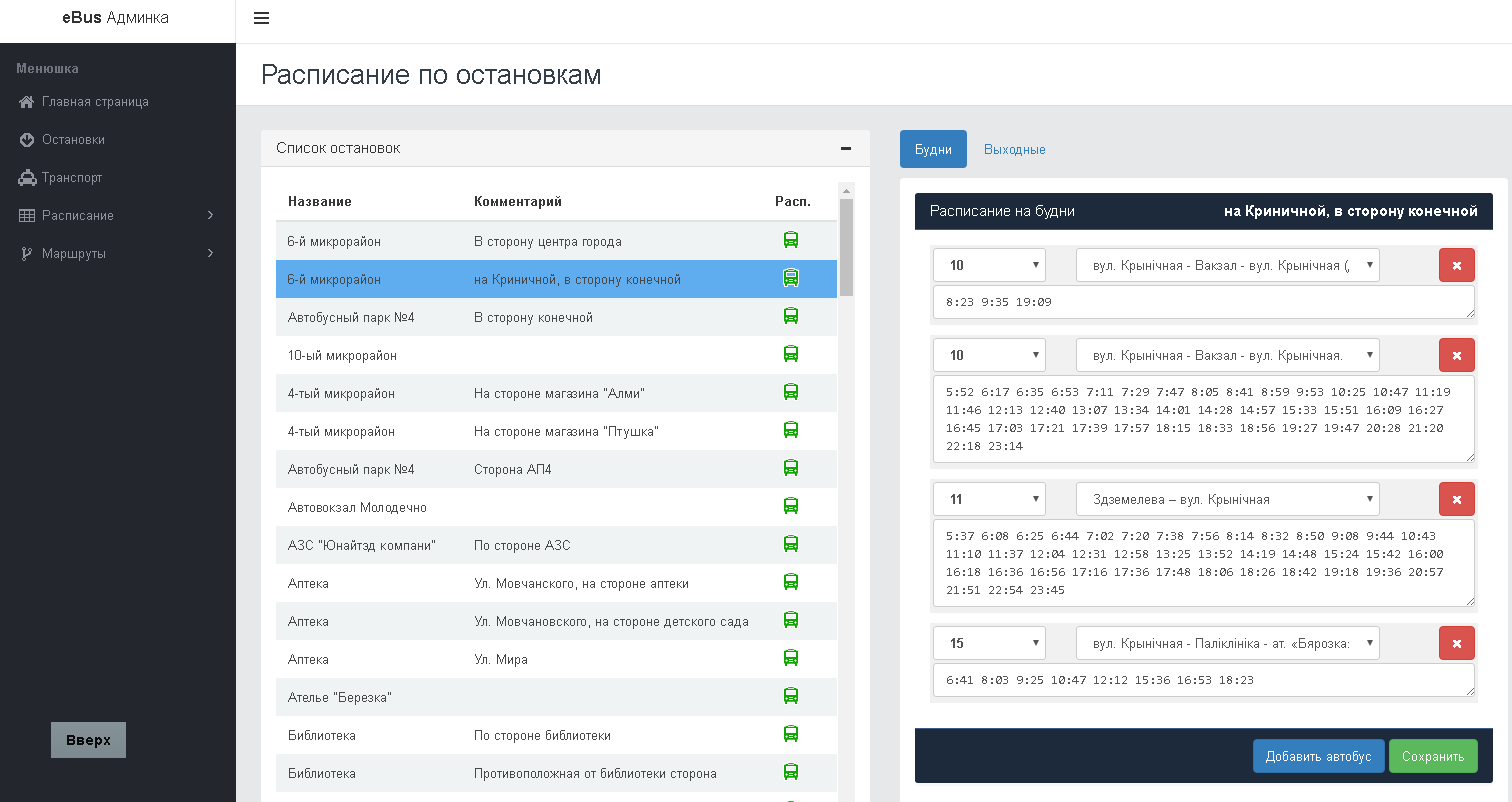 eBus Админка
Менюшка
Главная страница
Остановки
Транспорт
Расписание
Маршруты
Вверх
Расписание по остановкам
Список остановок
Название Комментарий Расп.
6-й микрорайон В сторону центра города
6-й микрорайон на Криничной, в сторону конечной
Автобусный парк №4 В сторону конечной
10-ый микрорайон
4-тый микрорайон На стороне магазина "Алми"
4-тый микрорайон На стороне магазина "Птушка"
Автобусный парк №4 Сторона АП4
Автовокзал Молодечно
АЗС "Юнайтэд компани" По стороне АЗС
Аптека Ул. Мовчанского, на стороне аптеки
Аптека Ул. Мовчановского, на стороне детского сада
Аптека Ул. Мира
Ателье "Березка"
Библиотека По стороне библиотеки
Библиотека Противоположная от библиотеки сторона
Будни Выходные
Расписание на будни на Криничной, в сторону конечной
10 вул. Крынічная - Вакзал - вул. Крынічная (,
8:23 9:35 19:09
10 вул. Крынічная - Вакзал - вул. Крынічная.
5:52 6:17 6:35 6:53 7:11 7:29 7:47 8:05 8:41 8:59 9:53 10:25 10:47 11:19
11:46 12:13 12:40 13:07 13:34 14:01 14:28 14:57 15:33 15:51 16:09 16:27
16:45 17:03 17:21 17:39 17:57 18:15 18:33 18:56 19:27 19:47 20:28 21:20
22:18 23:14
11 Здземелева – вул. Крынічная
5:37 6:08 6:25 6:44 7:02 7:20 7:38 7:56 8:14 8:32 8:50 9:08 9:44 10:43
11:10 11:37 12:04 12:31 12:58 13:25 13:52 14:19 14:48 15:24 15:42 16:00
16:18 16:36 16:56 17:16 17:36 17:48 18:06 18:26 18:42 19:18 19:36 20:57
21:51 22:54 23:45
15 вул. Крынічная - Паліклініка - ат. «Бярозка:
6:41 8:03 9:25 10:47 12:12 15:36 16:53 18:23
Добавить автобус Сохранить